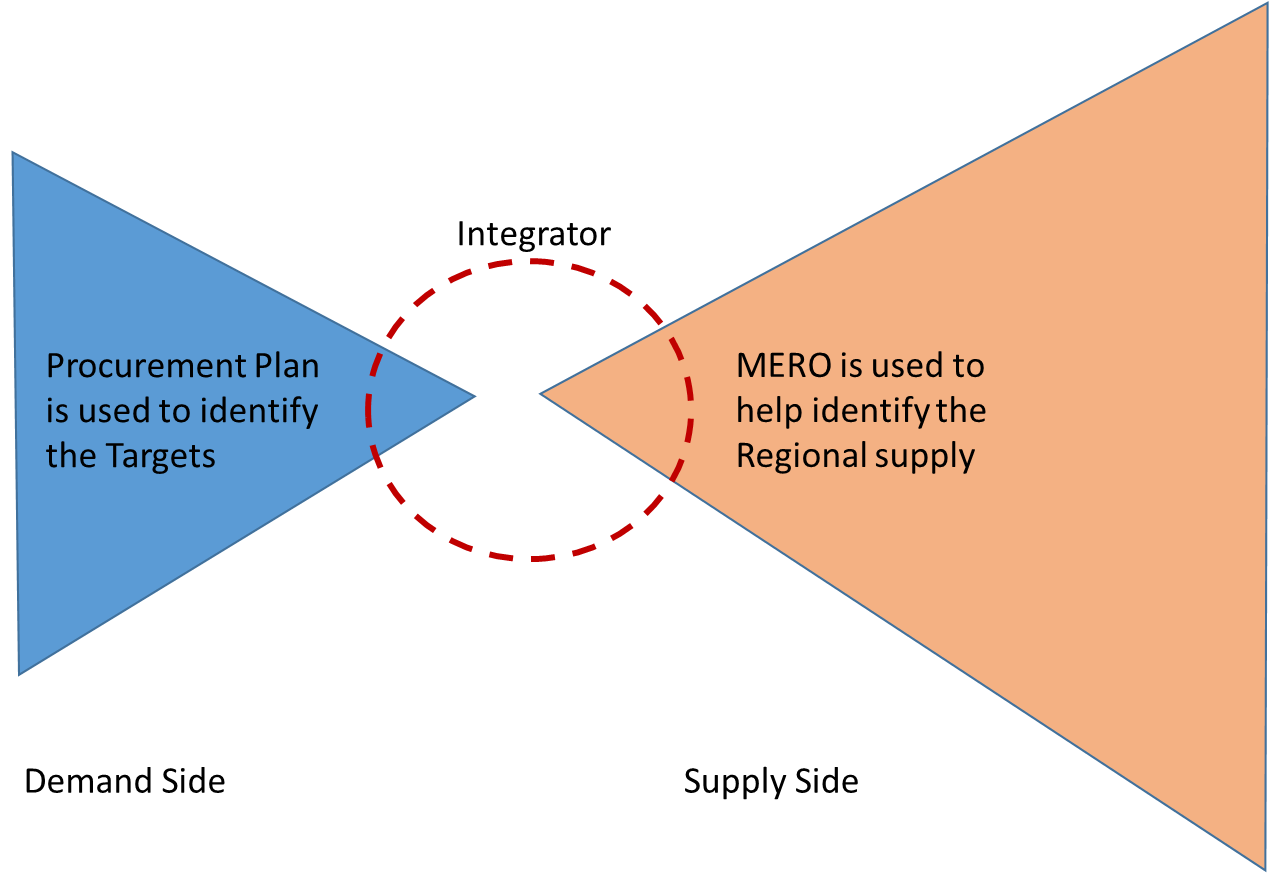 Integrator
Procurement Plan
is used to identify
the Targets
MERO is used to
help identify the
Regional supply
Demand Side
Supply Side